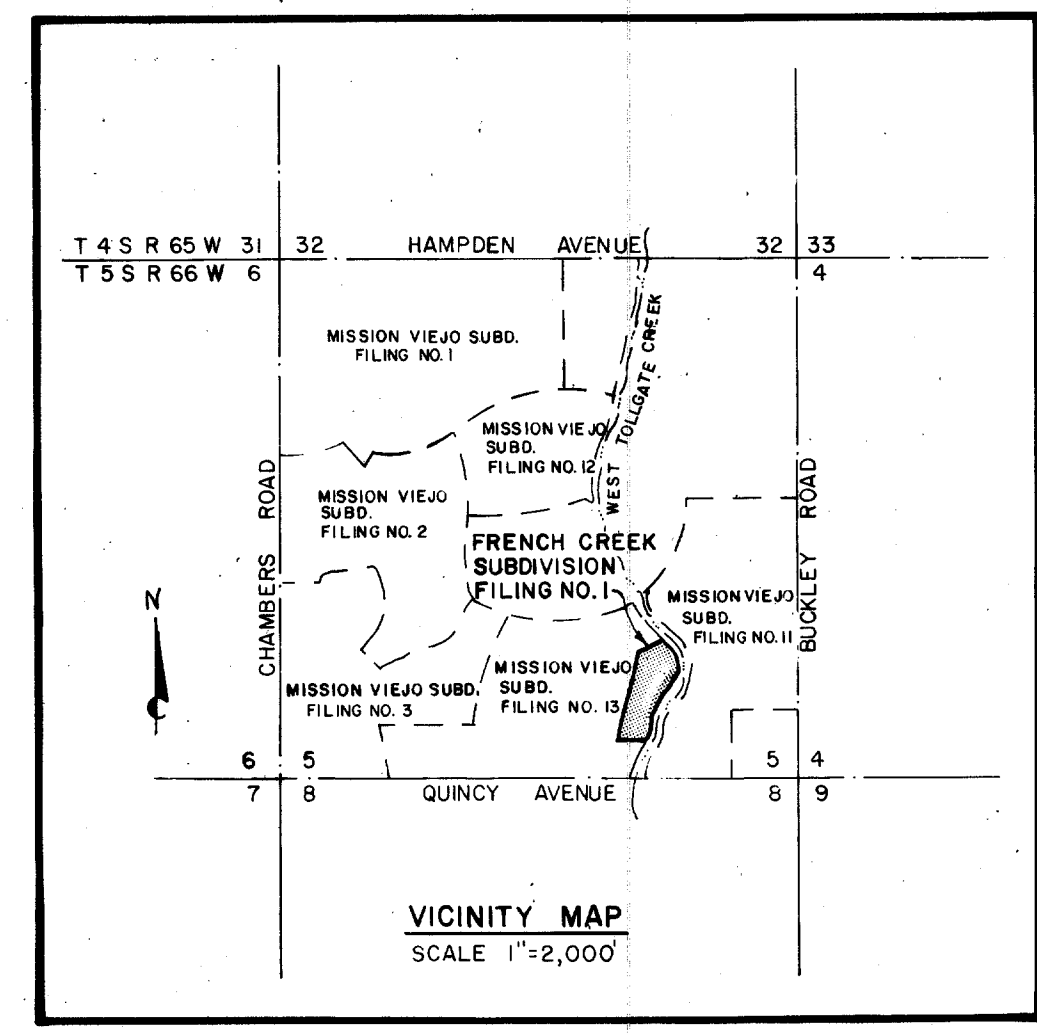 T 4 S R 65 W 31 32 HAMPDEN AVENUE 32 33
T 5 S R 66 W 6 4
MISSION VIEJO SUBD.
FILING NO. 1
WEST TOLLGATE CREEK
MISSION VIEJO
SUBD.
FILING NO. 12
CHAMBERS ROAD
MISSION VIEJO
SUBD.
FILING NO. 2
BUCKLEY ROAD
FRENCH CREEK
SUBDIVISION
FILING NO. 1
MISSION VIEJO
SUBD.
FILING NO. 11
N
MISSION VIEJO SUBD.
FILING NO. 3
MISSION VIEJO
SUBD.
FILING NO. 13
6 5 5 4
7 8 QUINCY AVENUE 8 9
VICINITY MAP
SCALE 1"=2,000'